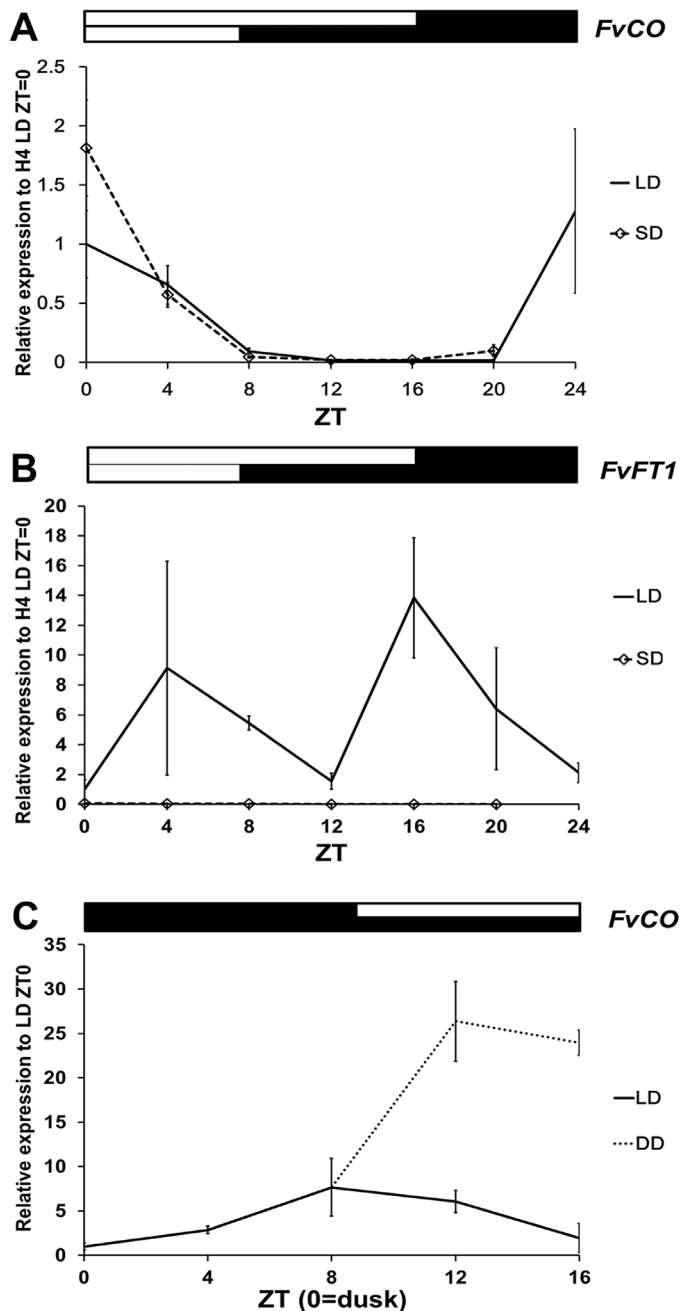 A
FvCO
Relative expression to H4 LD ZT=0
2.5
2
1.5
1
0.5
0
0 4 8 12 16 20 24
ZT
LD
SD
B
FvFT1
Relative expression to H4 LD ZT=0
20
18
16
14
12
10
8
6
4
2
0
0 4 8 12 16 20 24
ZT
LD
SD
C
FvCO
Relative expression to LD ZT0
35
30
25
20
15
10
5
0
0 4 8 12 16
ZT (0=dusk)
LD
DD